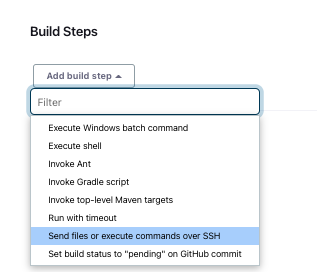 Build Steps
Add build step
Filter
Execute Windows batch command
Execute shell
Invoke Ant
Invoke Gradle script
Invoke top-level Maven targets
Run with timeout
Send files or execute commands over SSH
Set build status to "pending" on GitHub commit